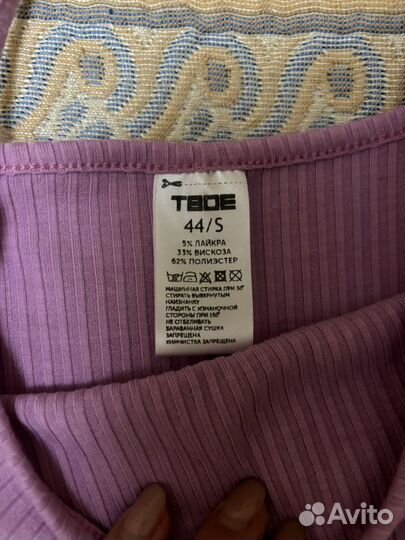 ТВОЕ
44/S
5% ЛАЙКРА
33% ВИСКОЗА
62% ПОЛИЭСТЕР
МАШИННАЯ СТИРКА ПРИ 30°
СТИРАТЬ ВЫВЕРНУТЫМ
НАИЗНАНКУ
ГЛАДИТЬ С ИЗНАНОЧНОЙ
СТОРОНЫ ПРИ 150°
НЕ ОТБЕЛИВАТЬ
БАРАБАННАЯ СУШКА
ЗАПРЕЩЕНА
ХИМЧИСТКА ЗАПРЕЩЕНА
Avito